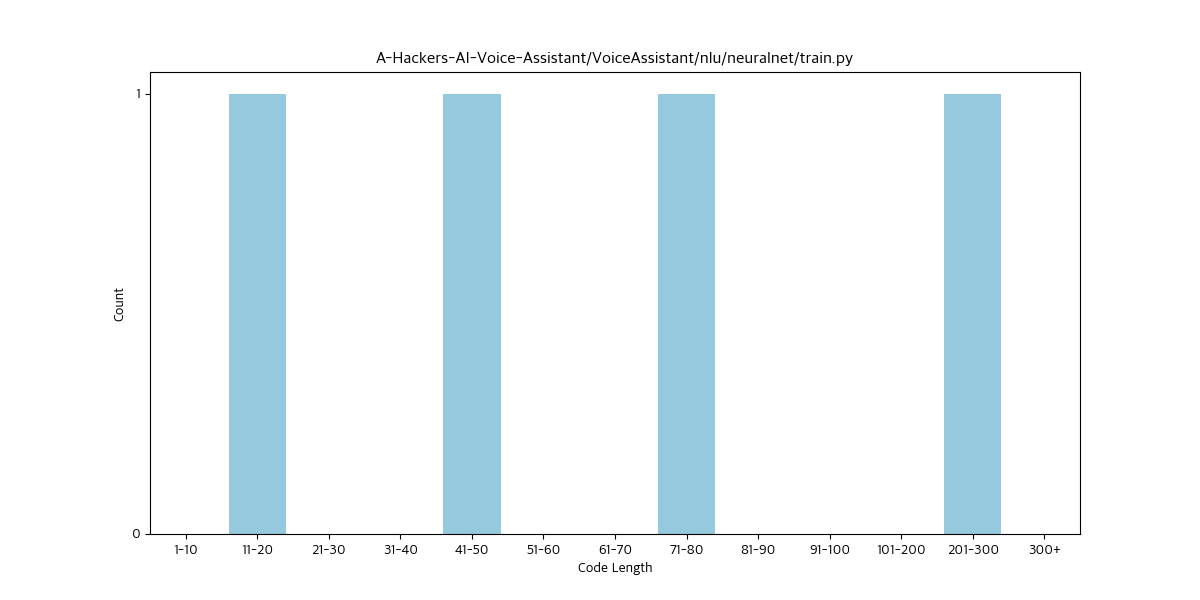 A-Hackers-AI-Voice-Assistant/VoiceAssistant/nlu/neuralnet/train.py
1
Count
0
1-10 11-20 21-30 31-40 41-50 51-60 61-70 71-80 81-90 91-100 101-200 201-300 300+
Code Length